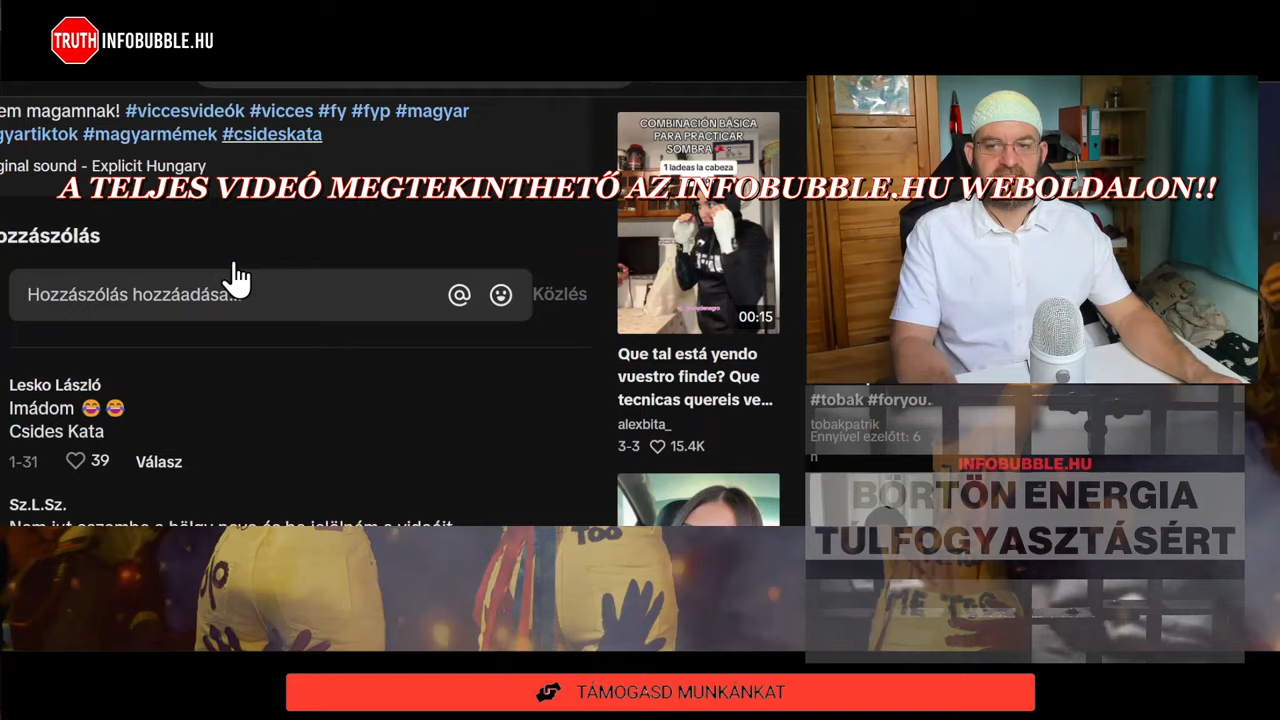 TRUTH INFOBUBBLE.HU
em magamnak! #viccesvideók #vicces #fy #fyp #magyar
gyartiktok #magyarmémek #csideskata
ginal sound - Explicit Hungary
A TELJES VIDEÓ MEGTEKINTHETŐ AZ INFOBUBBLE.HU WEBOLDALON!!
ozzászólás
Hozzászólás hozzáadása...
Közlés
Lesko László
Imádom 😂😂
Csides Kata
1-31 39 Válasz
Sz.L.Sz.
COMBINACIÓN BÁSICA
PARA PRACTICAR
SOMBRA
1 ladeas la cabeza
00:15
Que tal está yendo
vuestro finde? Que
tecnicas quereis ve...
alexbita_
3-3 15.4K
#tobak #foryou..
tobakpatrik
Ennyivel ezelőtt: 6
n
INFOBUBBLE.HU
BÖRTÖN ENERGIA
TÚLFOGYASZTÁSÉRT
TOO
ME TOO
TÁMOGASD MUNKÁNKAT